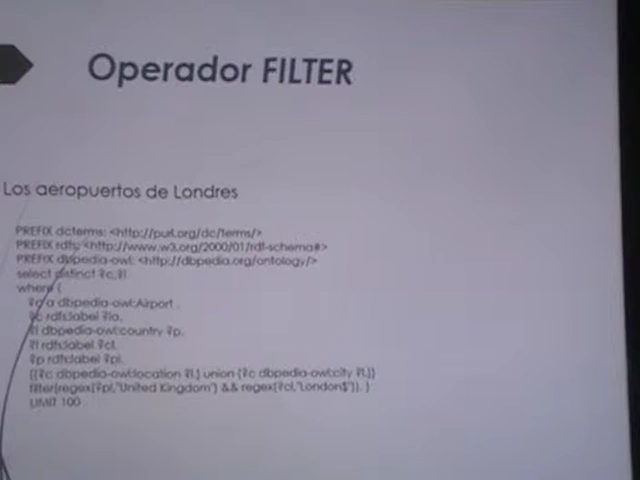 Operador FILTER
Los aeropuertos de Londres
PREFIX dcterms: <http://purl.org/dc/terms/>
PREFIX rdfs:<http://www.w3.org/2000/01/rdf-schema#>
PREFIX dbpedia-owl: <http://dbpedia.org/ontology/>
select distinct ?c,?l
where {
?c a dbpedia-owl:Airport .
?c rdfs:label ?la.
?l dbpedia-owl:country ?p.
?l rdfs:label ?cl.
?p rdfs:label ?pl.
{{?c dbpedia-owl:location ?l.} union {?c dbpedia-owl:city ?l.}}
filter(regex(?pl,"United Kingdom") && regex(?cl,"London$")). }
LIMIT 100